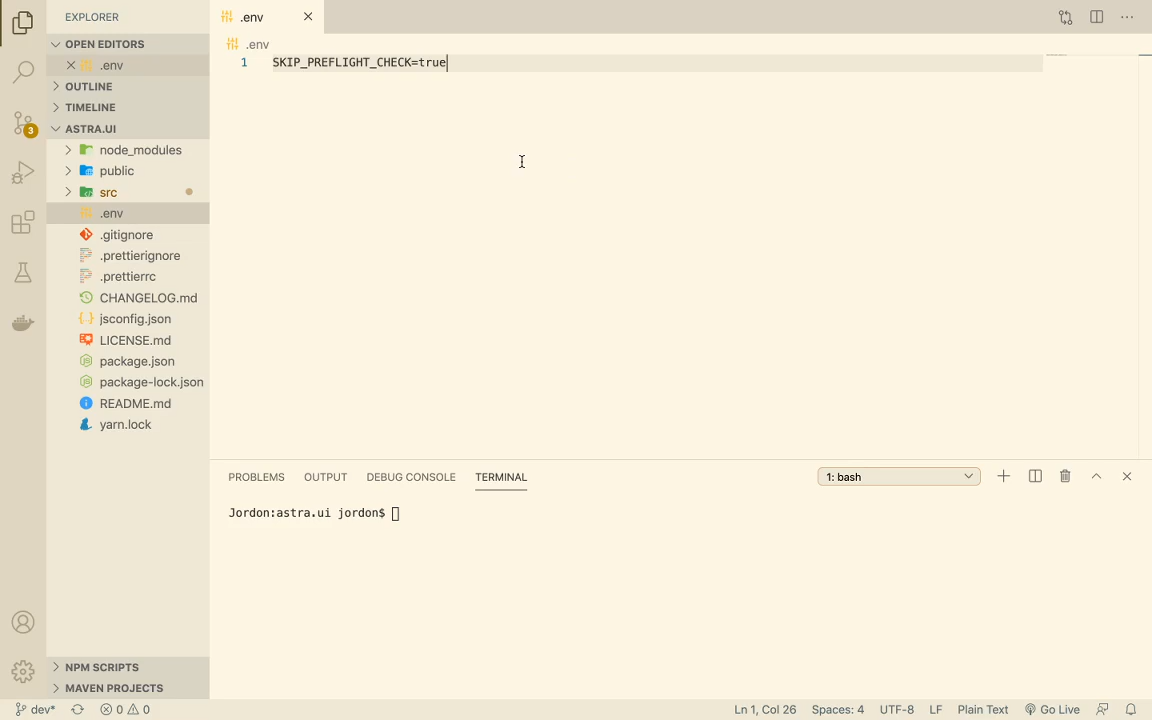 EXPLORER
OPEN EDITORS
.env
OUTLINE
TIMELINE
ASTRA.UI
node_modules
public
src
.env
.gitignore
.prettierignore
.prettierrc
CHANGELOG.md
jsconfig.json
LICENSE.md
package.json
package-lock.json
README.md
yarn.lock
NPM SCRIPTS
MAVEN PROJECTS
3
.env
.env
1 SKIP_PREFLIGHT_CHECK=true
PROBLEMS OUTPUT DEBUG CONSOLE TERMINAL 1: bash
Jordon:astra.ui jordon$
dev* 0 0 Ln 1, Col 26 Spaces: 4 UTF-8 LF Plain Text Go Live